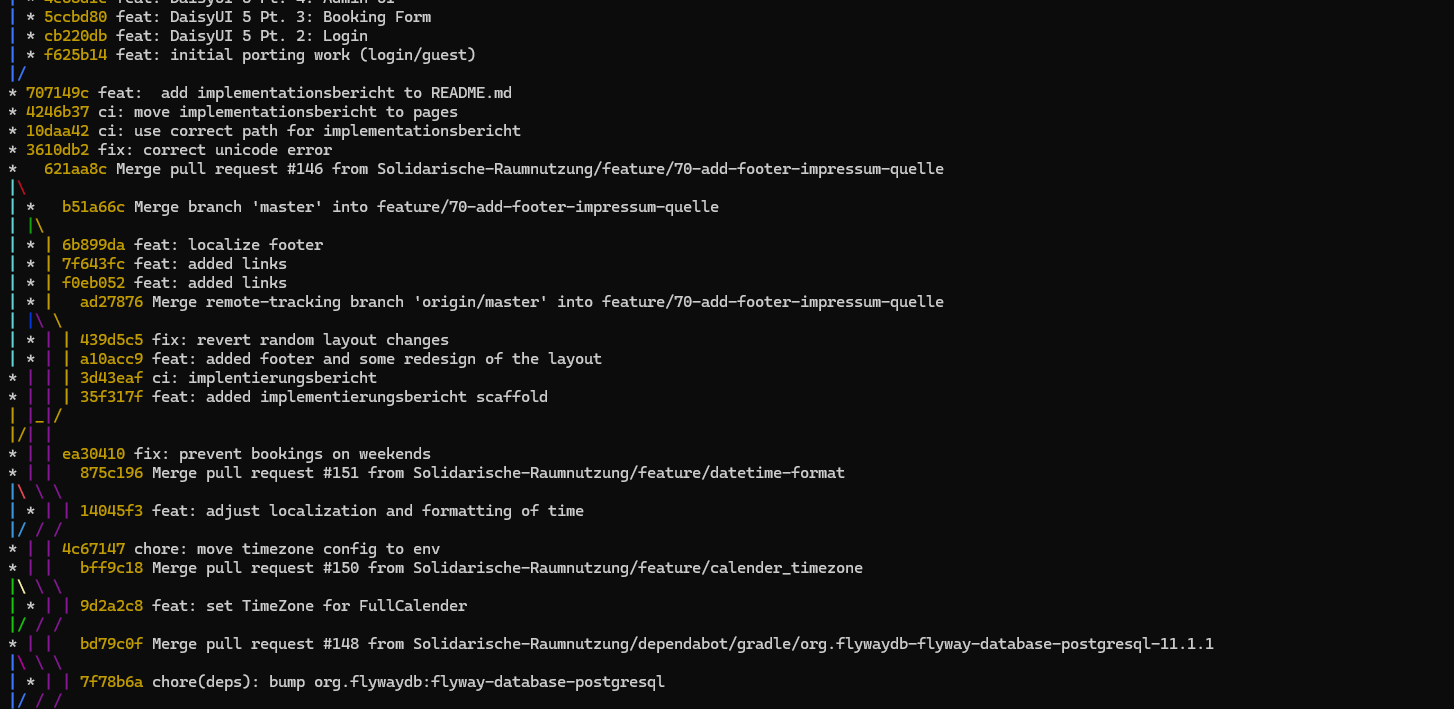 | * 4c68d1c feat: DaisyUI 5 Pt. 4: Admin UI
| * 5ccbd80 feat: DaisyUI 5 Pt. 3: Booking Form
| * cb220db feat: DaisyUI 5 Pt. 2: Login
| * f625b14 feat: initial porting work (login/guest)
|/
* 707149c feat:  add implementationsbericht to README.md
* 4246b37 ci: move implementationsbericht to pages
* 10daa42 ci: use correct path for implementationsbericht
* 3610db2 fix: correct unicode error
*   621aa8c Merge pull request #146 from Solidarische-Raumnutzung/feature/70-add-footer-impressum-quelle
|\
| *   b51a66c Merge branch 'master' into feature/70-add-footer-impressum-quelle
| |\
| * | 6b899da feat: localize footer
| * | 7f643fc feat: added links
| * | f0eb052 feat: added links
| * |   ad27876 Merge remote-tracking branch 'origin/master' into feature/70-add-footer-impressum-quelle
| |\ \
| * | | 439d5c5 fix: revert random layout changes
| * | | a10acc9 feat: added footer and some redesign of the layout
* | | | 3d43eaf ci: implentierungsbericht
* | | | 35f317f feat: added implementierungsbericht scaffold
| |_|/
|/| |
* | | ea30410 fix: prevent bookings on weekends
* | |   875c196 Merge pull request #151 from Solidarische-Raumnutzung/feature/datetime-format
|\ \ \
| * | | 14045f3 feat: adjust localization and formatting of time
|/ / /
* | | 4c67147 chore: move timezone config to env
* | |   bff9c18 Merge pull request #150 from Solidarische-Raumnutzung/feature/calender_timezone
|\ \ \
| * | | 9d2a2c8 feat: set TimeZone for FullCalender
|/ / /
* | |   bd79c0f Merge pull request #148 from Solidarische-Raumnutzung/dependabot/gradle/org.flywaydb-flyway-database-postgresql-11.1.1
|\ \ \
| * | | 7f78b6a chore(deps): bump org.flywaydb:flyway-database-postgresql
|/ / /